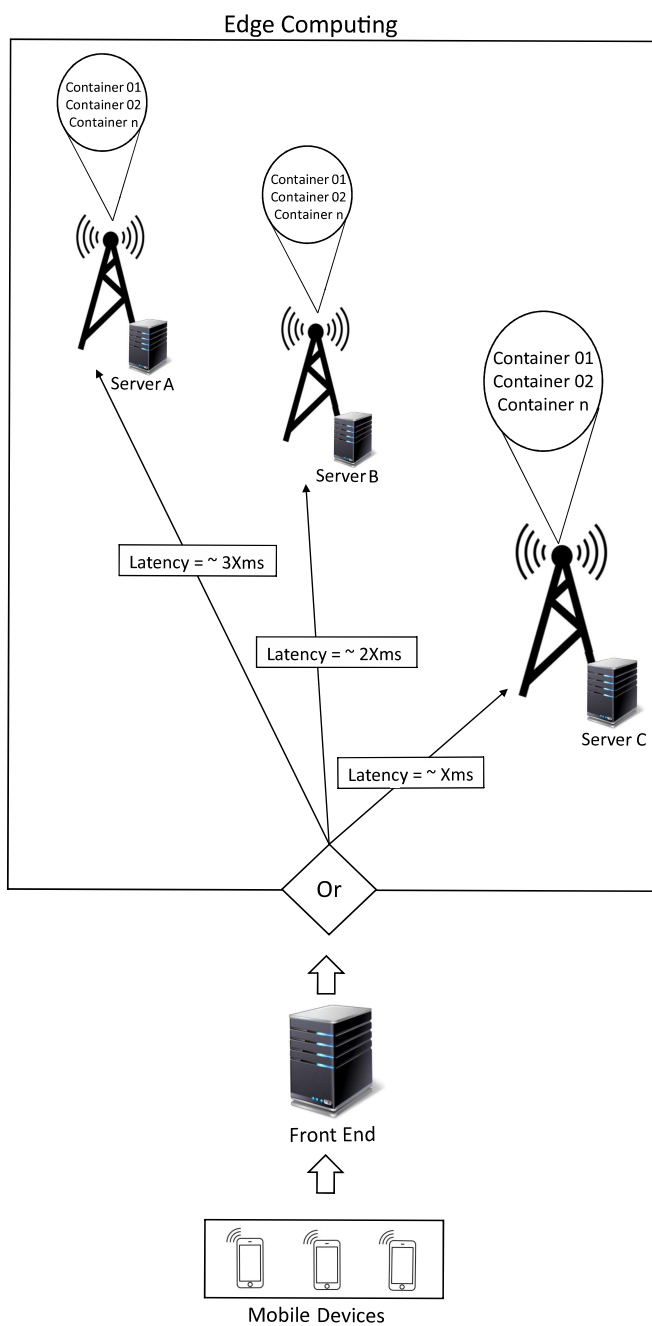 Edge Computing
Container 01
Container 02
Container n
Container 01
Container 02
Container n
Container 01
Container 02
Container n
Server A
Server B
Latency = ~ 3Xms
Latency = ~ 2Xms
Server C
Latency = ~ Xms
Or
Front End
Mobile Devices